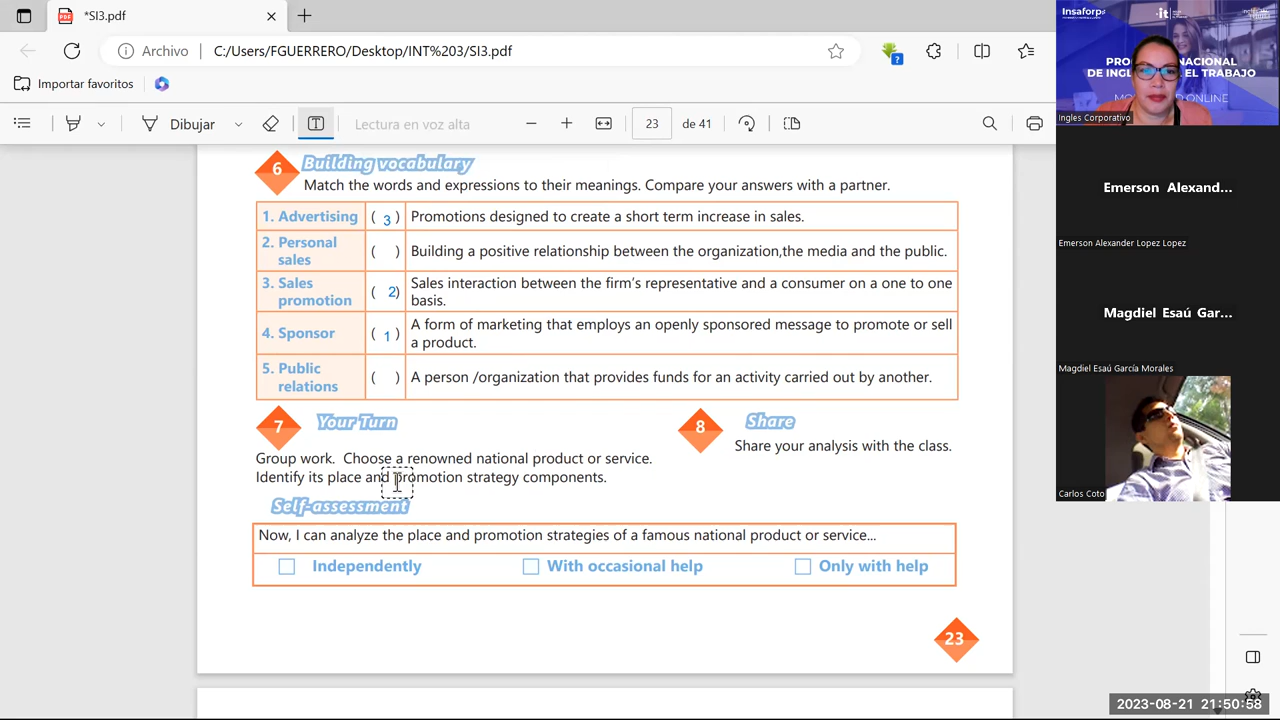 *SI3.pdf
Archivo
C:/Users/FGUERRERO/Desktop/INT%203/SI3.pdf
Importar favoritos
Dibujar
Lectura en voz alta
23
de 41
6
Building vocabulary
Match the words and expressions to their meanings. Compare your answers with a partner.
1. Advertising ( 3 ) Promotions designed to create a short term increase in sales.
2. Personal
sales
( ) Building a positive relationship between the organization,the media and the public.
3. Sales
promotion
( 2) Sales interaction between the firm's representative and a consumer on a one to one
basis.
4. Sponsor ( 1 ) A form of marketing that employs an openly sponsored message to promote or sell
a product.
5. Public
relations
( ) A person /organization that provides funds for an activity carried out by another.
7
Your Turn
Group work. Choose a renowned national product or service.
Identify its place and promotion strategy components.
8
Share
Share your analysis with the class.
Self-assessment
Now, I can analyze the place and promotion strategies of a famous national product or service...
Independently
With occasional help
Only with help
23
Insaforp
Ingles Corporativo
Emerson Alexand...
Emerson Alexander Lopez Lopez
Magdiel Esaú Gar...
Magdiel Esaú García Morales
Carlos Coto
2023-08-21 21:50:58